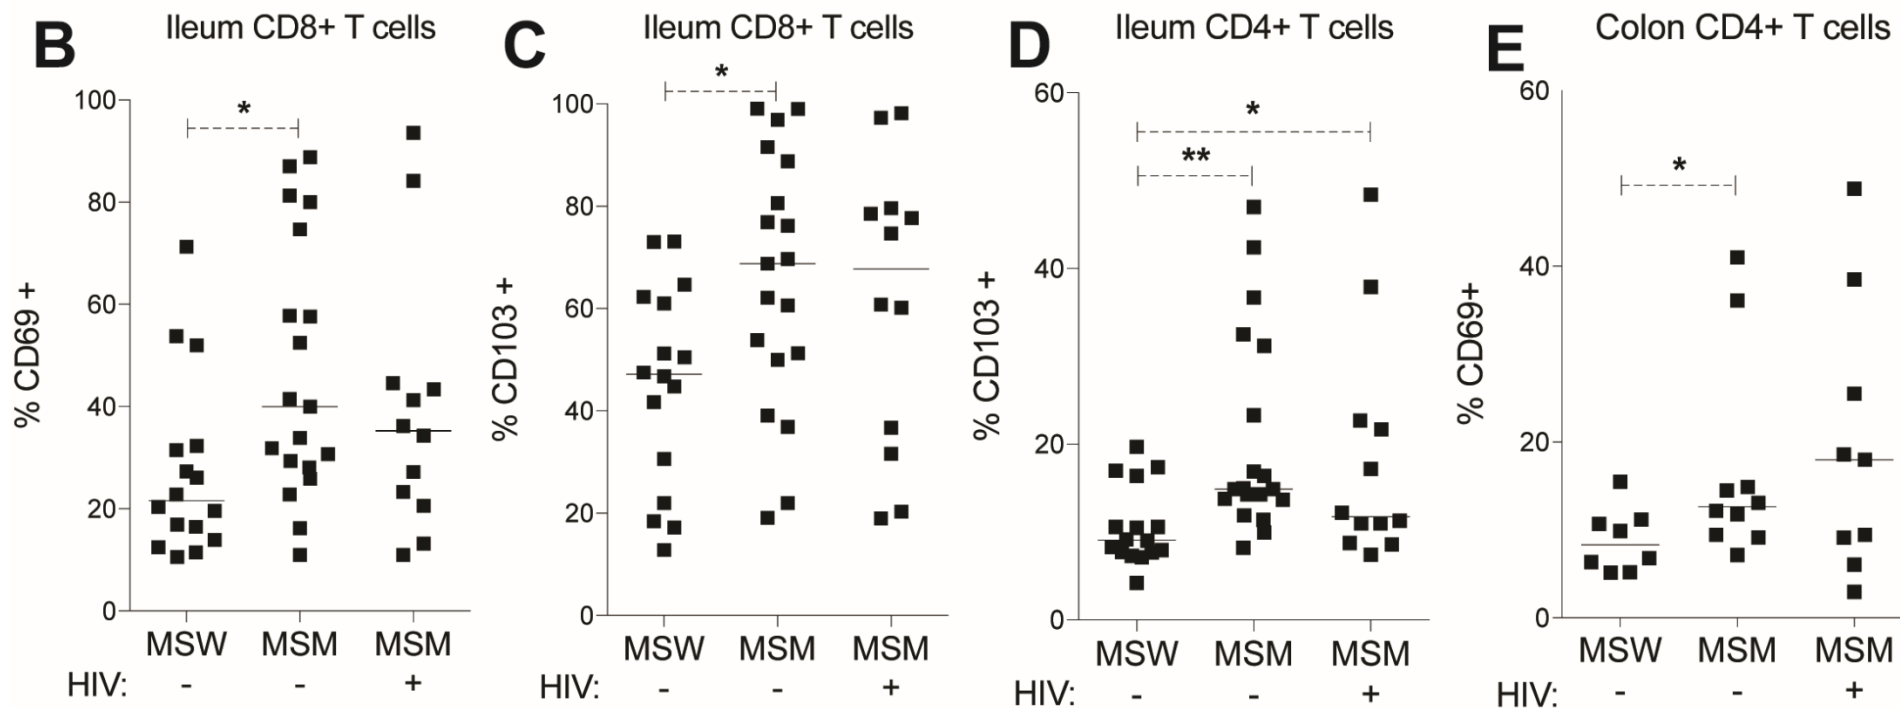 B
Ileum CD8+ T cells
% CD69 +
100
80
60
40
20
0
*
MSW MSM MSM
HIV: - - +
C
Ileum CD8+ T cells
% CD103 +
100
80
60
40
20
0
*
MSW MSM MSM
HIV: - - +
D
Ileum CD4+ T cells
% CD103 +
60
40
20
0
*
**
MSW MSM MSM
HIV: - - +
E
Colon CD4+ T cells
% CD69+
60
40
20
0
*
MSW MSM MSM
HIV: - - +